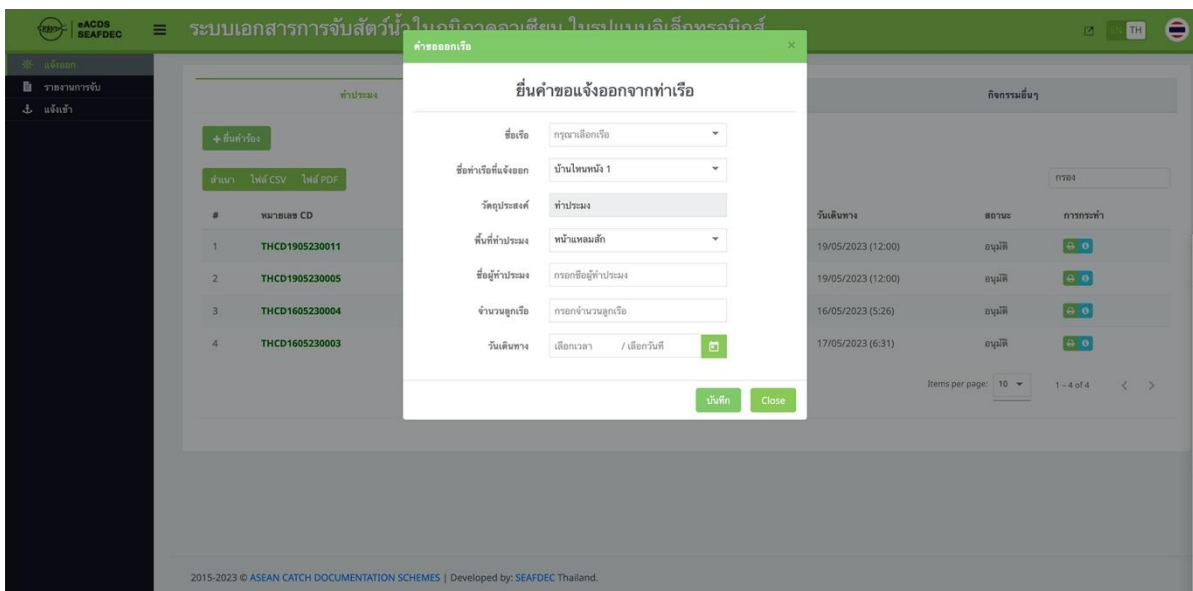 eACDS
SEAFDEC
ระบบเอกสารการจับสัตว์น้ำในภูมิภาคอาเซียน ในรูปแบบอิเล็กทรอนิกส์
EN TH
แจ้งออก
รายงานการจับ
แจ้งเข้า
ทำประมง
กิจกรรมอื่นๆ
+ ยื่นคำร้อง
สำเนา ไฟล์ CSV ไฟล์ PDF
กรอง
# หมายเลข CD วันเดินทาง สถานะ การกระทำ
1 THCD1905230011 19/05/2023 (12:00) อนุมัติ
2 THCD1905230005 19/05/2023 (12:00) อนุมัติ
3 THCD1605230004 16/05/2023 (5:26) อนุมัติ
4 THCD1605230003 17/05/2023 (6:31) อนุมัติ
Items per page: 10 1 – 4 of 4 < >
คำขอออกเรือ ×
ยื่นคำขอแจ้งออกจากท่าเรือ
ชื่อเรือ กรุณาเลือกเรือ
ชื่อท่าเรือที่แจ้งออก บ้านไหนหนัง 1
วัตถุประสงค์ ทำประมง
พื้นที่ทำประมง หน้าแหลมสัก
ชื่อผู้ทำประมง กรอกชื่อผู้ทำประมง
จำนวนลูกเรือ กรอกจำนวนลูกเรือ
วันเดินทาง เลือกเวลา / เลือกวันที่
บันทึก Close
2015-2023 © ASEAN CATCH DOCUMENTATION SCHEMES | Developed by: SEAFDEC Thailand.